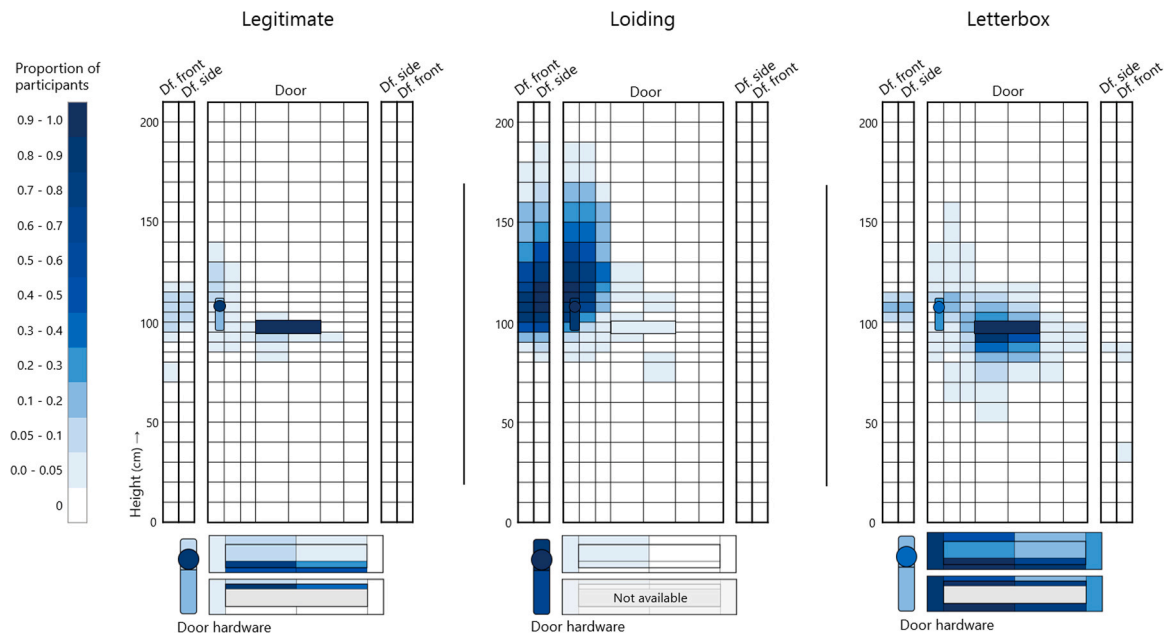 Legitimate
Loiding
Letterbox
Proportion of
participants
0.9 - 1.0
0.8 - 0.9
0.7 - 0.8
0.6 - 0.7
0.5 - 0.6
0.4 - 0.5
0.3 - 0.4
0.2 - 0.3
0.1 - 0.2
0.05 - 0.1
0.0 - 0.05
0
Df. front
Df. side
Door
Df. side
Df. front
200
150
100
50
0
Height (cm) →
Door hardware
Df. front
Df. side
Door
Df. side
Df. front
200
150
100
50
0
Not available
Door hardware
Df. front
Df. side
Door
Df. side
Df. front
200
150
100
50
0
Door hardware